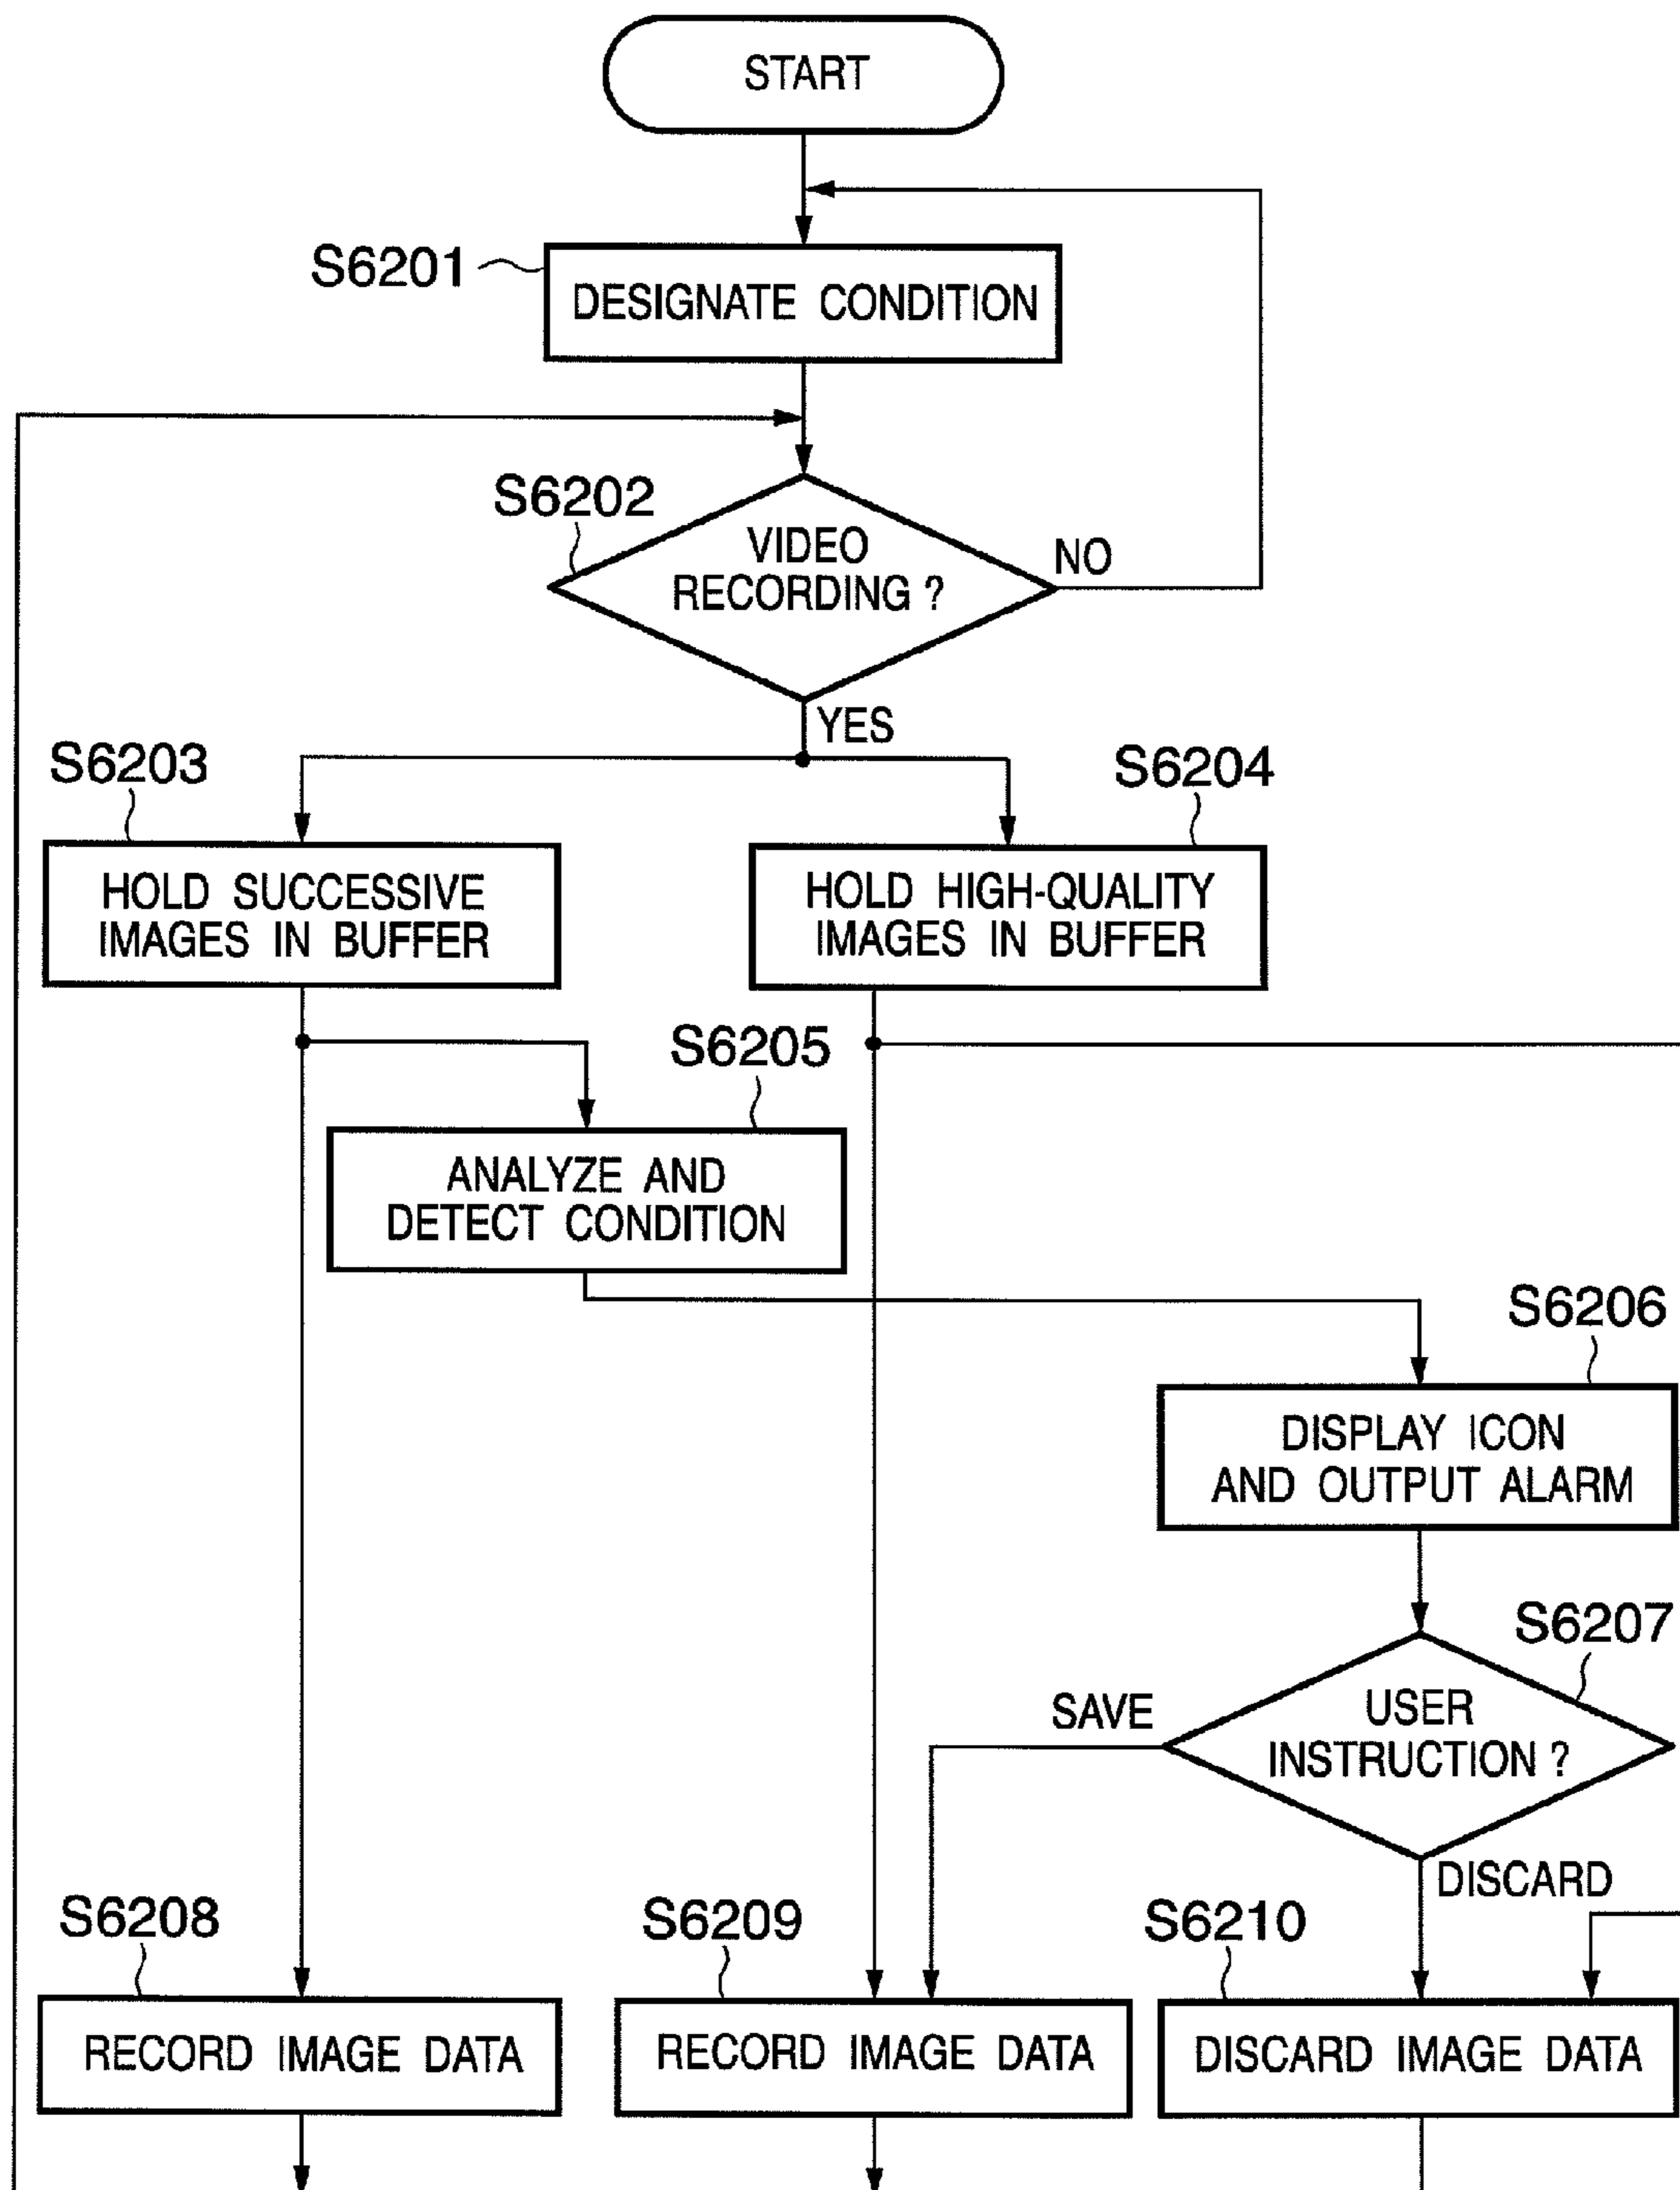 START
S6201
DESIGNATE CONDITION
S6202
VIDEO
RECORDING ?
NO
YES
S6203
S6204
HOLD SUCCESSIVE
IMAGES IN BUFFER
HOLD HIGH-QUALITY
IMAGES IN BUFFER
S6205
ANALYZE AND
DETECT CONDITION
S6206
DISPLAY ICON
AND OUTPUT ALARM
S6207
SAVE
USER
INSTRUCTION ?
DISCARD
S6208
S6209
S6210
RECORD IMAGE DATA
RECORD IMAGE DATA
DISCARD IMAGE DATA